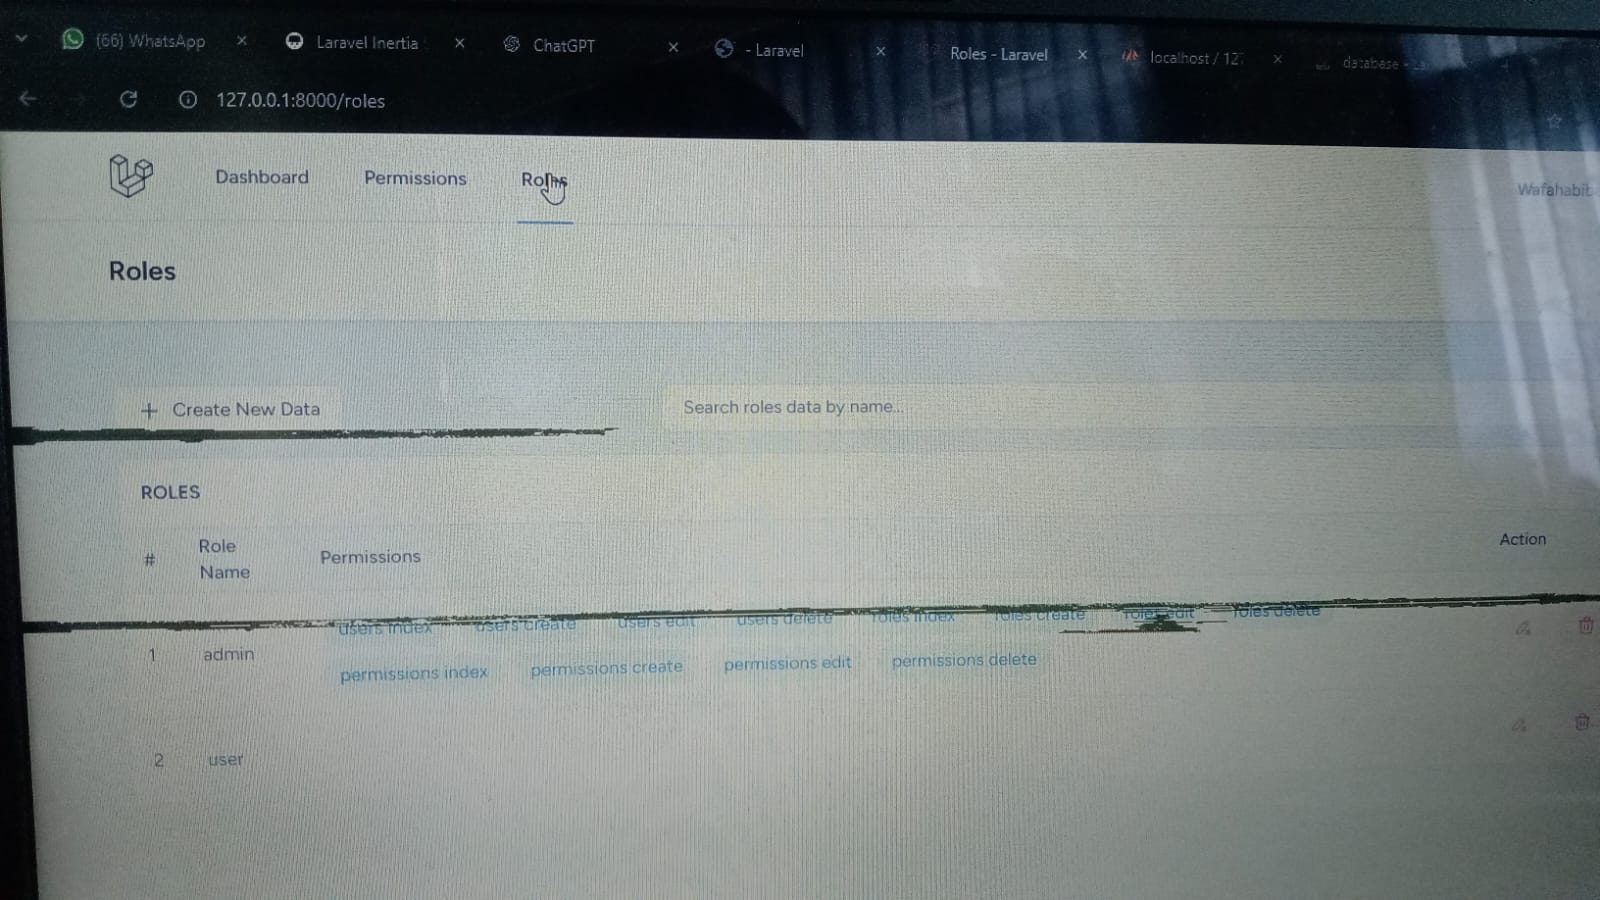 (66) WhatsApp Laravel Inertia ChatGPT - Laravel Roles - Laravel localhost / 127 database - La
127.0.0.1:8000/roles
Dashboard Permissions Roles Wafahabib
Roles
+ Create New Data Search roles data by name...
ROLES
# Role Name Permissions Action
users index users create users edit users delete roles index roles create roles edit roles delete
1 admin
permissions index permissions create permissions edit permissions delete
2 user